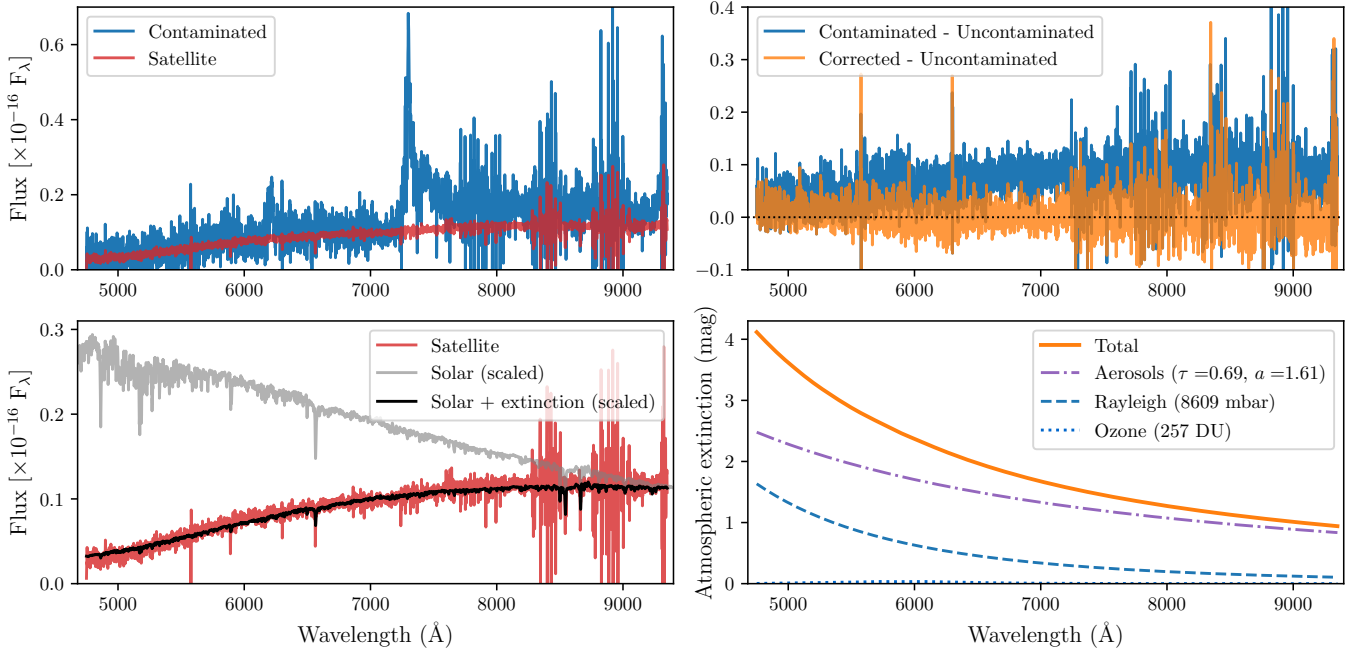 Contaminated
Satellite
Flux [×10⁻¹⁶ F_λ]
0.0
0.2
0.4
0.6
5000 6000 7000 8000 9000
Contaminated - Uncontaminated
Corrected - Uncontaminated
−0.1
0.0
0.1
0.2
0.3
0.4
5000 6000 7000 8000 9000
Satellite
Solar (scaled)
Solar + extinction (scaled)
Flux [×10⁻¹⁶ F_λ]
0.0
0.1
0.2
0.3
5000 6000 7000 8000 9000
Wavelength (Å)
Total
Aerosols (τ =0.69, a =1.61)
Rayleigh (8609 mbar)
Ozone (257 DU)
Atmospheric extinction (mag)
0
1
2
3
4
5000 6000 7000 8000 9000
Wavelength (Å)